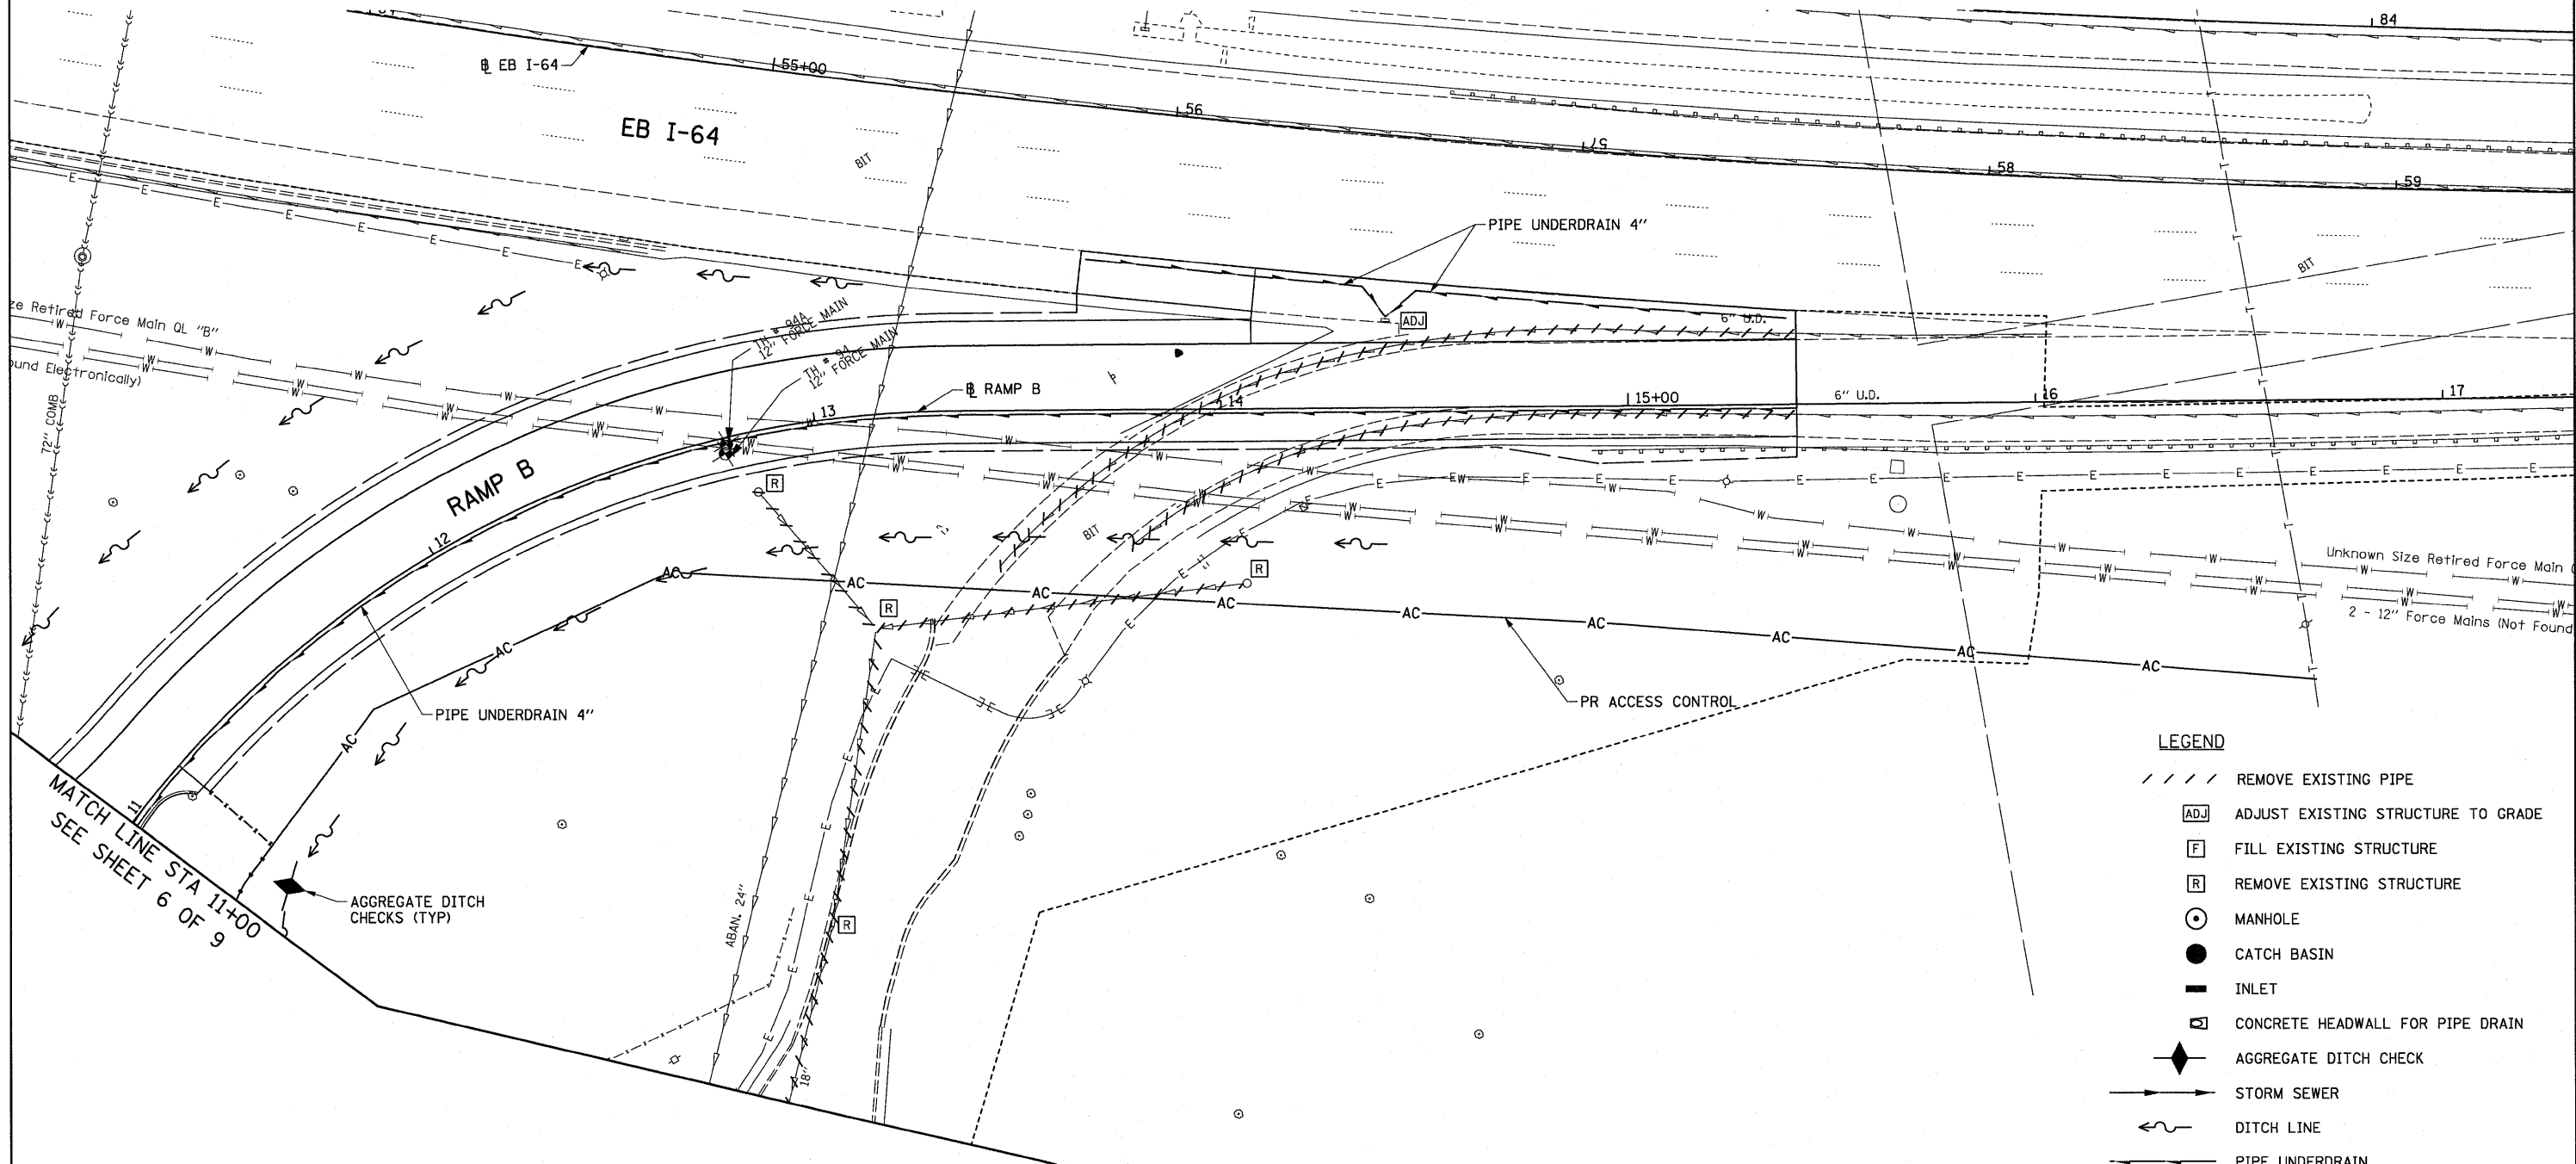 84
℄ EB I-64
55+00
56
57
58
59
EB I-64
BIT
PIPE UNDERDRAIN 4"
BIT
E E E E E E E E
ze Retired Force Main QL "B"
ound Electronically)
TH # 94A
12" FORCE MAIN
TH # 94
12" FORCE MAIN
ADJ
6" U.D.
72" COMB
℄ RAMP B
13
14
15+00
6" U.D.
16
17
RAMP B
12
R
BIT
R
R
Unknown Size Retired Force Main
2 - 12" Force Mains (Not Found
AC AC AC AC AC AC AC AC AC AC AC AC
PIPE UNDERDRAIN 4"
PR ACCESS CONTROL
11
MATCH LINE STA 11+00
SEE SHEET 6 OF 9
AGGREGATE DITCH
CHECKS (TYP)
ABAN. 24"
R
18"
LEGEND
REMOVE EXISTING PIPE
ADJ ADJUST EXISTING STRUCTURE TO GRADE
F FILL EXISTING STRUCTURE
R REMOVE EXISTING STRUCTURE
MANHOLE
CATCH BASIN
INLET
CONCRETE HEADWALL FOR PIPE DRAIN
AGGREGATE DITCH CHECK
STORM SEWER
DITCH LINE
PIPE UNDERDRAIN